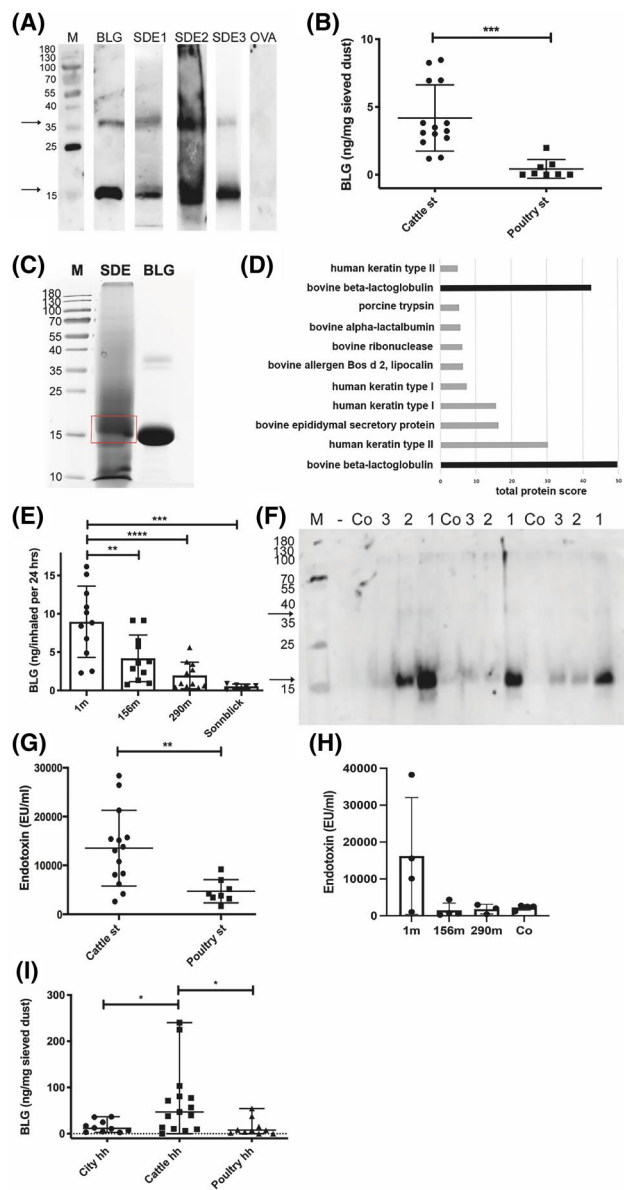 (A)
M BLG SDE1 SDE2 SDE3 OVA
180
130
100
70
55
40
35
25
15
(B)
***
BLG (ng/mg sieved dust)
10
5
0
Cattle st
Poultry st
(C)
M SDE BLG
180
130
100
70
55
40
35
25
15
10
(D)
human keratin type II
bovine beta-lactoglobulin
porcine trypsin
bovine alpha-lactalbumin
bovine ribonuclease
bovine allergen Bos d 2, lipocalin
human keratin type I
human keratin type I
bovine epididymal secretory protein
human keratin type II
bovine beta-lactoglobulin
0 10 20 30 40 50
total protein score
(E)
***
****
**
BLG (ng/inhaled per 24 hrs)
15
10
5
0
1m
156m
290m
Sonnblick
(F)
M - Co 3 2 1 Co 3 2 1 Co 3 2 1
180
130
100
70
55
40
35
25
15
(G)
**
Endotoxin (EU/ml)
30000
20000
10000
0
Cattle st
Poultry st
(H)
Endotoxin (EU/ml)
40000
30000
20000
10000
0
1m 156m 290m Co
(I)
* *
BLG (ng/mg sieved dust)
300
200
100
0
City hh
Cattle hh
Poultry hh